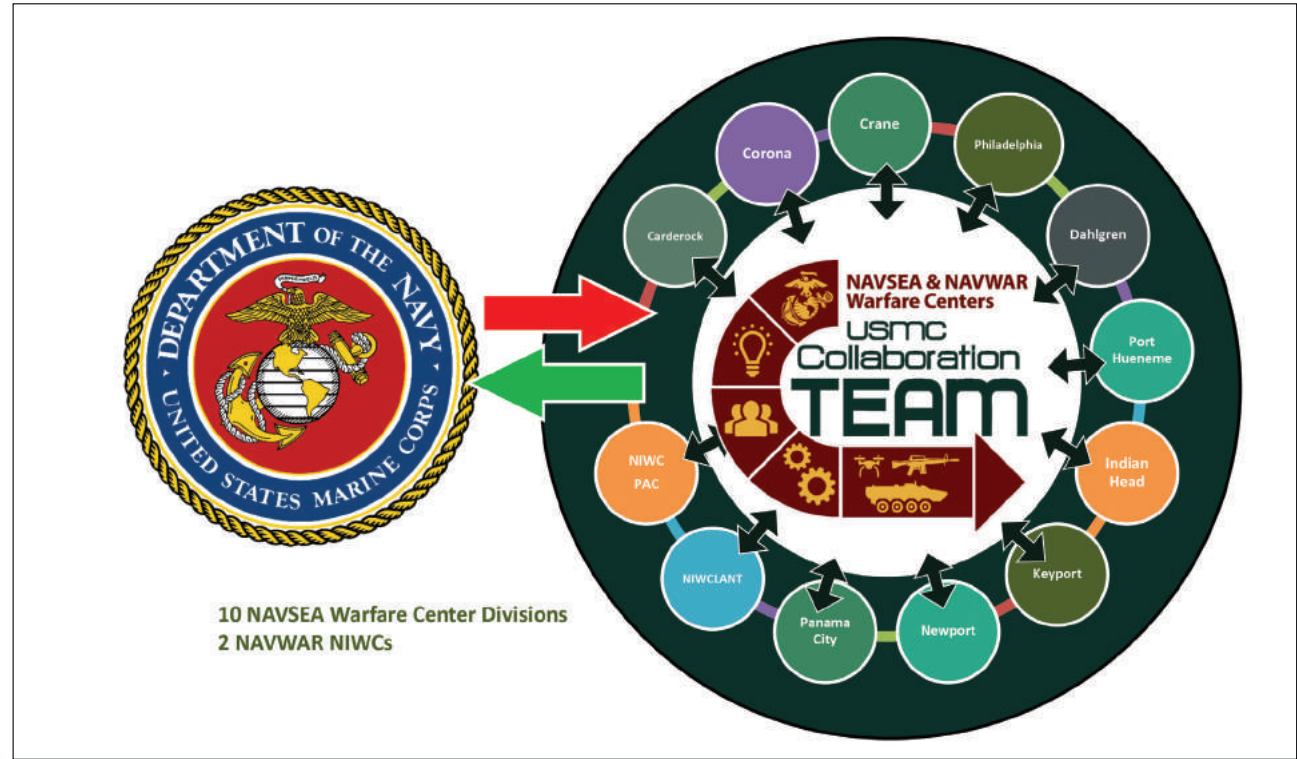 DEPARTMENT OF THE NAVY
UNITED STATES MARINE CORPS
10 NAVSEA Warfare Center Divisions
2 NAVWAR NIWCs
Crane
Philadelphia
Dahlgren
Port
Hueneme
Indian
Head
Keyport
Newport
Panama
City
NIWCLANT
NIWC
PAC
Carderock
Corona
NAVSEA & NAVWAR
Warfare Centers
USMC
Collaboration
TEAM